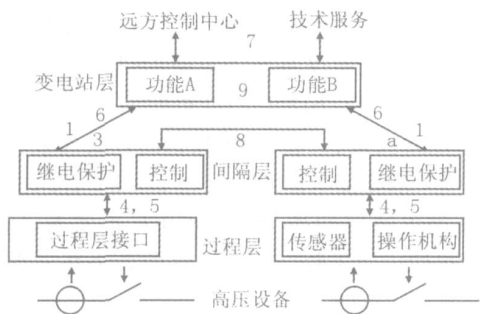 远方控制中心 技术服务
7
变电站层 功能A 9 功能B
1 6 6 1
3 8 a
继电保护 控制 间隔层 控制 继电保护
4，5 4，5
过程层接口 过程层 传感器 操作机构
高压设备